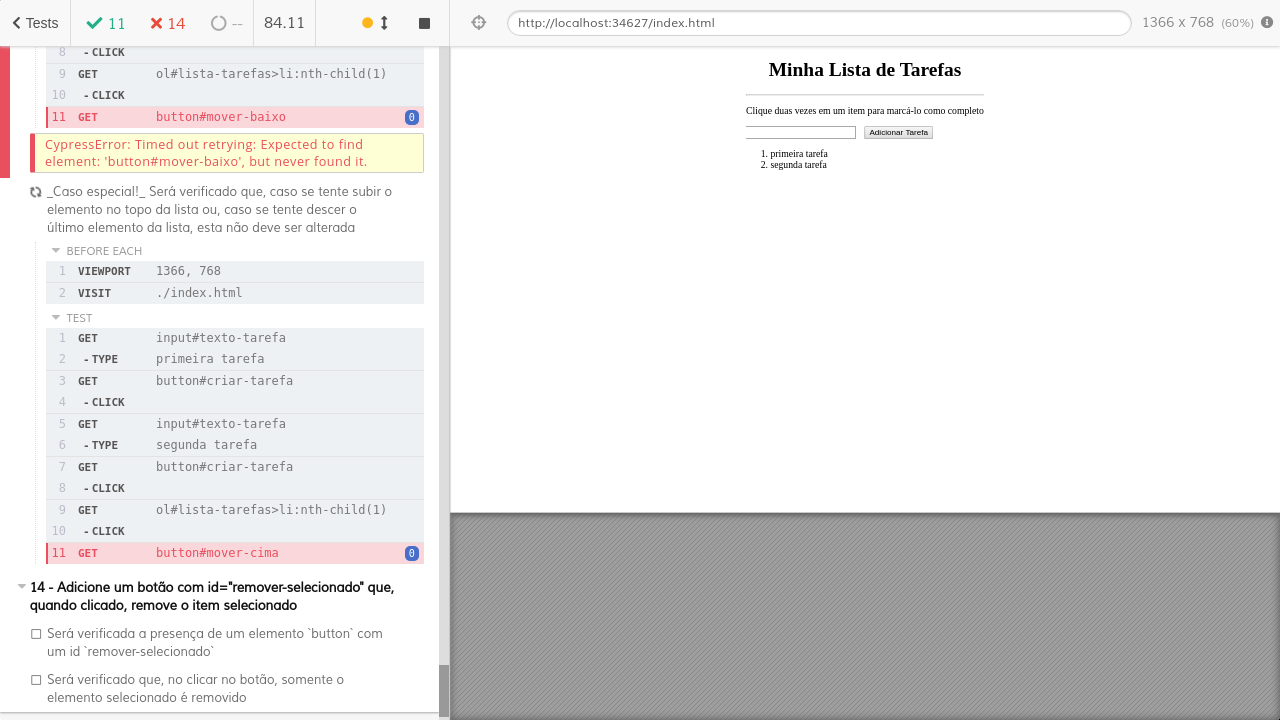 Tests 11 14 -- 84.11
http://localhost:34627/index.html 1366 x 768 (60%)
8 -CLICK
9 GET ol#lista-tarefas>li:nth-child(1)
10 -CLICK
11 GET button#mover-baixo 0
CypressError: Timed out retrying: Expected to find
element: 'button#mover-baixo', but never found it.
_Caso especial!_ Será verificado que, caso se tente subir o
elemento no topo da lista ou, caso se tente descer o
último elemento da lista, esta não deve ser alterada
BEFORE EACH
1 VIEWPORT 1366, 768
2 VISIT ./index.html
TEST
1 GET input#texto-tarefa
2 -TYPE primeira tarefa
3 GET button#criar-tarefa
4 -CLICK
5 GET input#texto-tarefa
6 -TYPE segunda tarefa
7 GET button#criar-tarefa
8 -CLICK
9 GET ol#lista-tarefas>li:nth-child(1)
10 -CLICK
11 GET button#mover-cima 0
14 - Adicione um botão com id="remover-selecionado" que,
quando clicado, remove o item selecionado
Será verificada a presença de um elemento `button` com
um id `remover-selecionado`
Será verificado que, no clicar no botão, somente o
elemento selecionado é removido
Minha Lista de Tarefas
Clique duas vezes em um item para marcá-lo como completo
Adicionar Tarefa
1. primeira tarefa
2. segunda tarefa